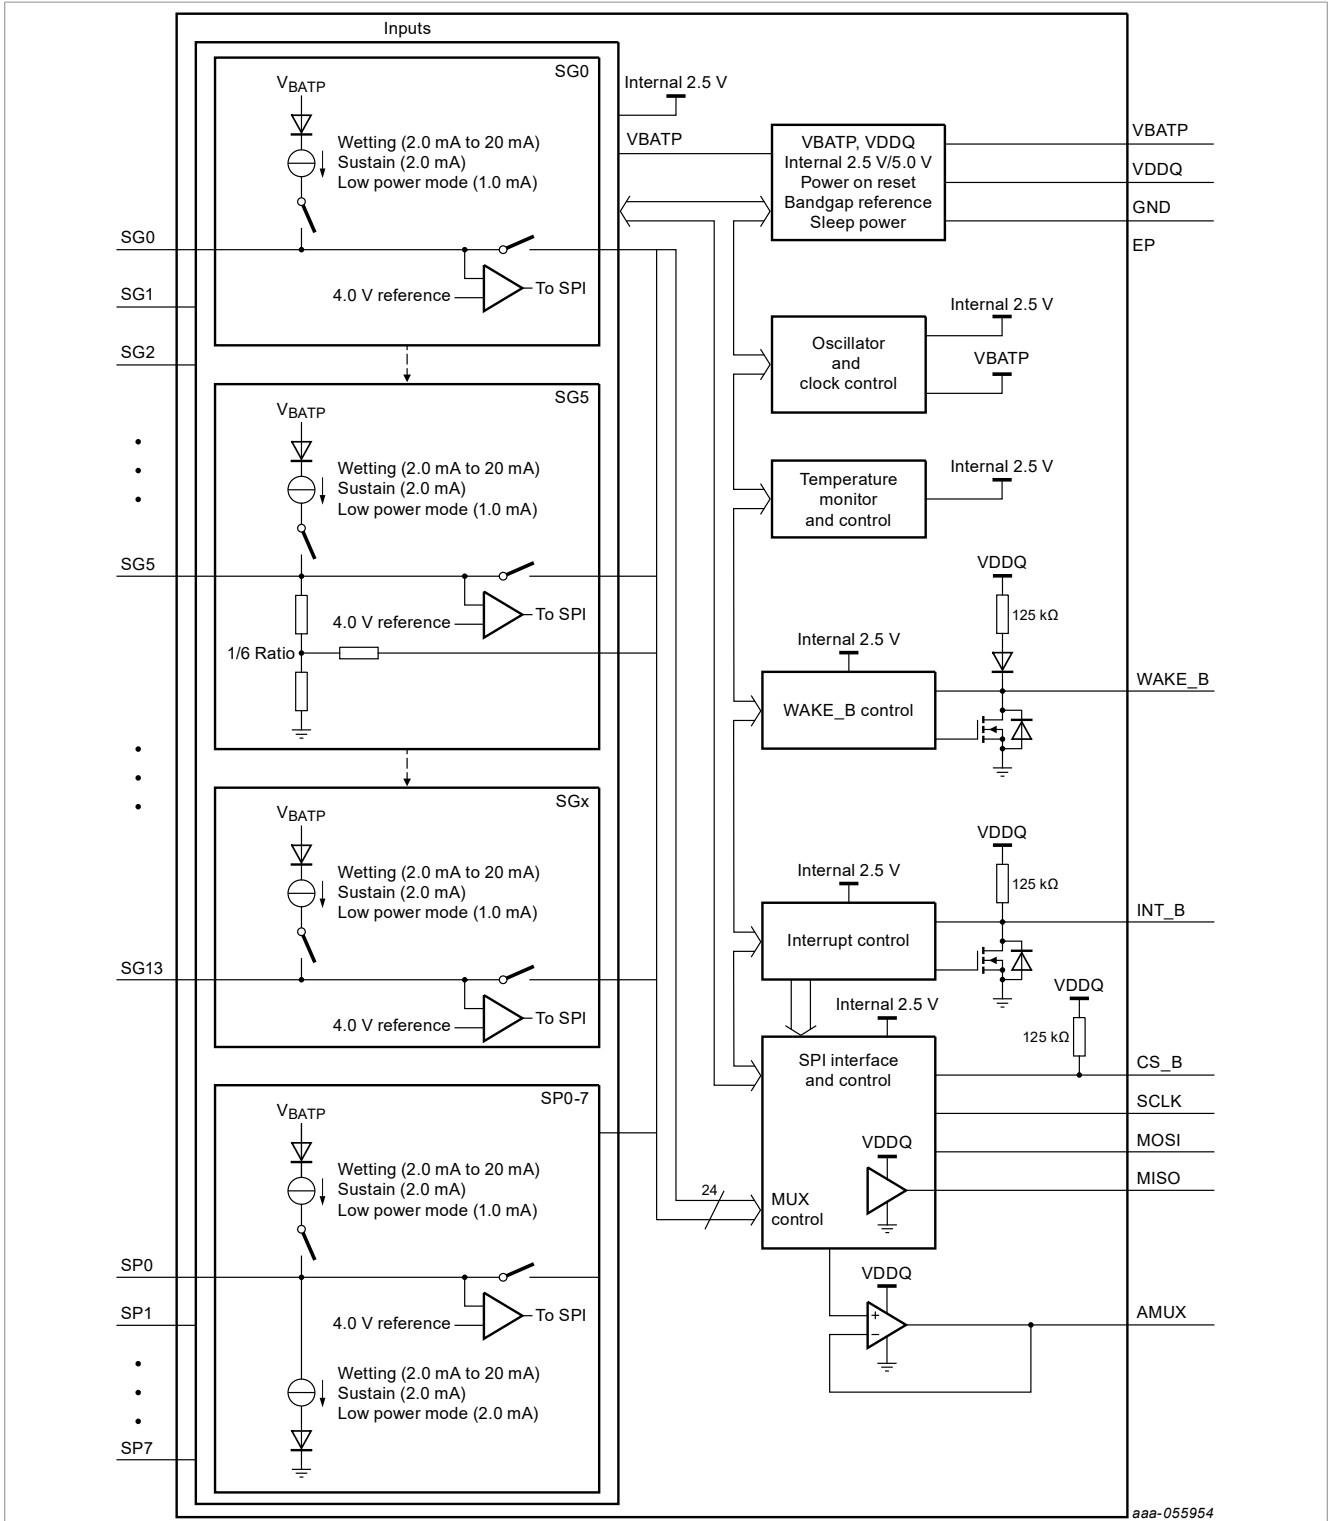 Inputs
SG0
VBATP
Wetting (2.0 mA to 20 mA)
Sustain (2.0 mA)
Low power mode (1.0 mA)
SG0
4.0 V reference
To SPI
SG1
SG2
SG5
VBATP
Wetting (2.0 mA to 20 mA)
Sustain (2.0 mA)
Low power mode (1.0 mA)
SG5
4.0 V reference
To SPI
1/6 Ratio
SGx
VBATP
Wetting (2.0 mA to 20 mA)
Sustain (2.0 mA)
Low power mode (1.0 mA)
SG13
4.0 V reference
To SPI
SP0-7
VBATP
Wetting (2.0 mA to 20 mA)
Sustain (2.0 mA)
Low power mode (1.0 mA)
SP0
4.0 V reference
To SPI
SP1
Wetting (2.0 mA to 20 mA)
Sustain (2.0 mA)
Low power mode (2.0 mA)
SP7
Internal 2.5 V
VBATP
VBATP, VDDQ
Internal 2.5 V/5.0 V
Power on reset
Bandgap reference
Sleep power
VBATP
VDDQ
GND
EP
Oscillator
and
clock control
Internal 2.5 V
VBATP
Temperature
monitor
and control
Internal 2.5 V
VDDQ
125 kΩ
Internal 2.5 V
WAKE_B control
WAKE_B
VDDQ
125 kΩ
Internal 2.5 V
Interrupt control
INT_B
VDDQ
125 kΩ
Internal 2.5 V
SPI interface
and control
CS_B
SCLK
MOSI
VDDQ
MISO
24
MUX
control
VDDQ
+
−
AMUX
aaa-055954